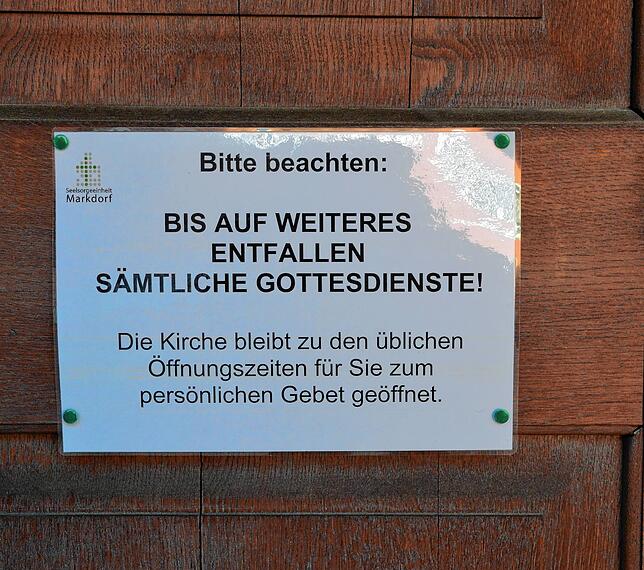 Seelsorgeeinheit
Markdorf
Bitte beachten:
BIS AUF WEITERES
ENTFALLEN
SÄMTLICHE GOTTESDIENSTE!
Die Kirche bleibt zu den üblichen
Öffnungszeiten für Sie zum
persönlichen Gebet geöffnet.